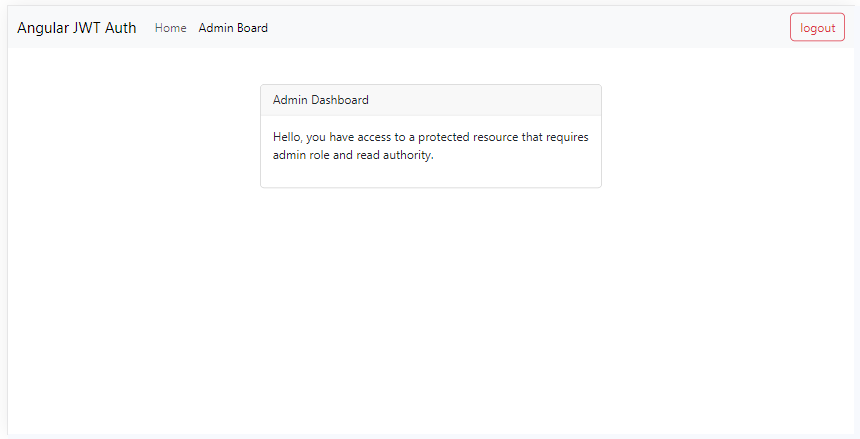 Angular JWT Auth Home Admin Board logout
Admin Dashboard
Hello, you have access to a protected resource that requires
admin role and read authority.